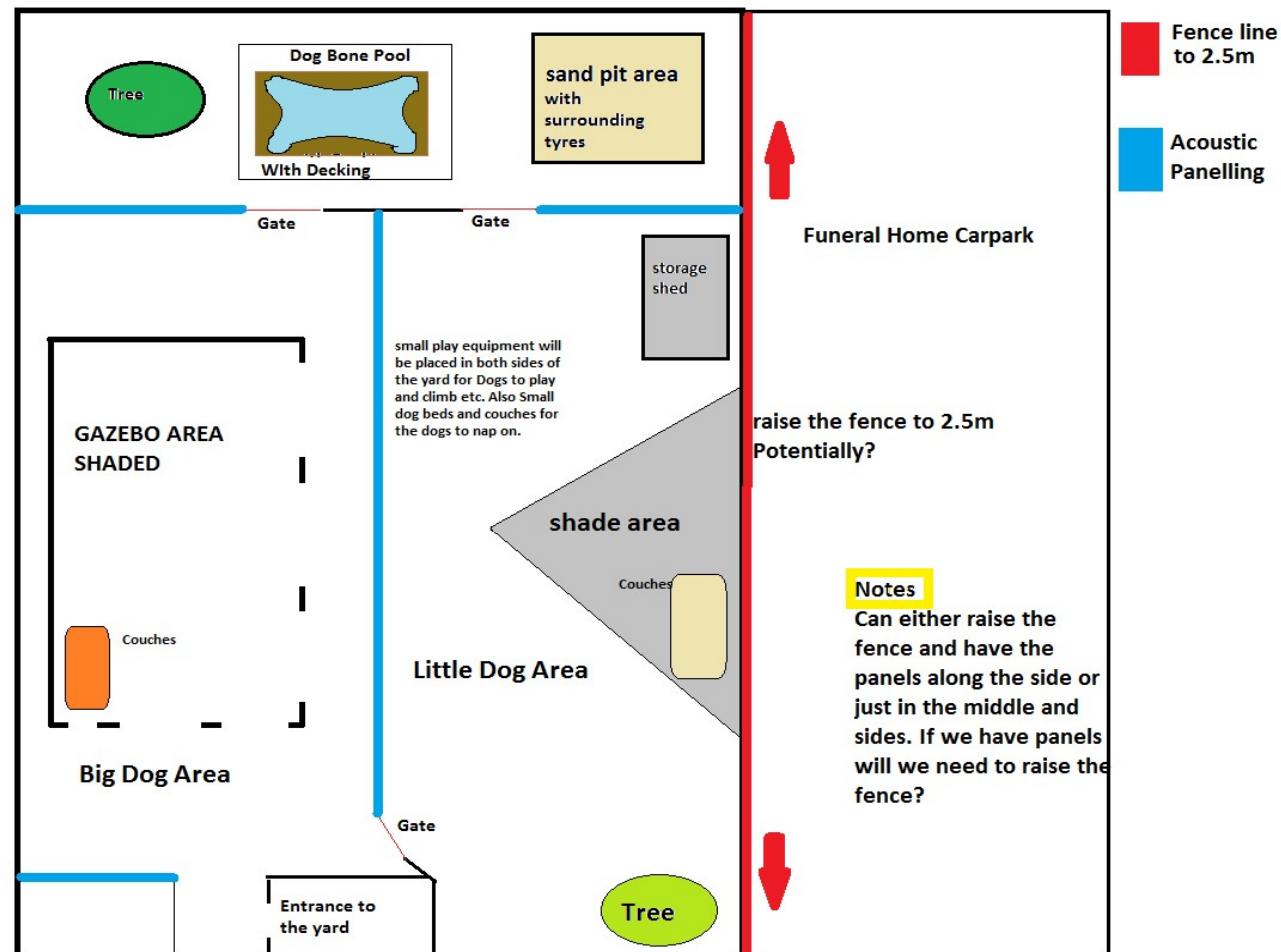 Fence line
to 2.5m
Acoustic
Panelling
Tree
Dog Bone Pool
WIth Decking
sand pit area
with
surrounding
tyres
Gate
Gate
Funeral Home Carpark
storage
shed
small play equipment will
be placed in both sides of
the yard for Dogs to play
and climb etc. Also Small
dog beds and couches for
the dogs to nap on.
GAZEBO AREA
SHADED
raise the fence to 2.5m
Potentially?
shade area
Couches
Couches
Little Dog Area
Notes
Can either raise the
fence and have the
panels along the side or
just in the middle and
sides. If we have panels
will we need to raise the
fence?
Big Dog Area
Gate
Entrance to
the yard
Tree